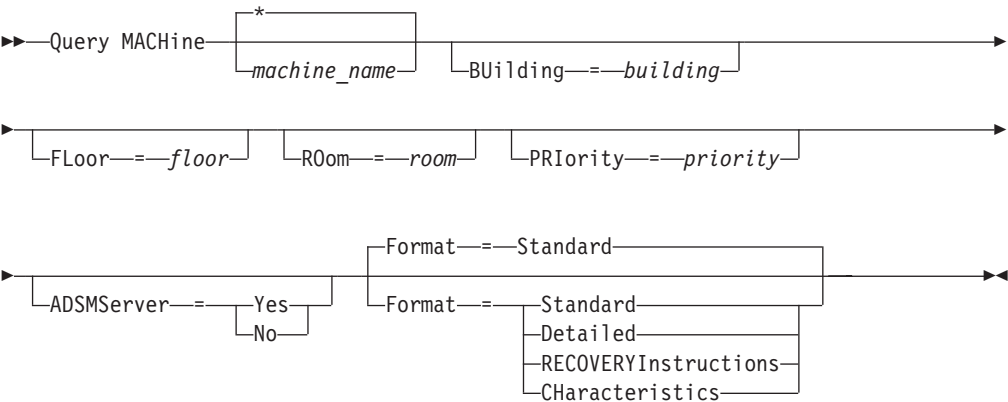 *
Query MACHine
machine_name BUilding = building
FLoor = floor ROom = room PRIority = priority
Format = Standard
ADSMServer = Yes Format = Standard
No Detailed
RECOVERYInstructions
CHaracteristics